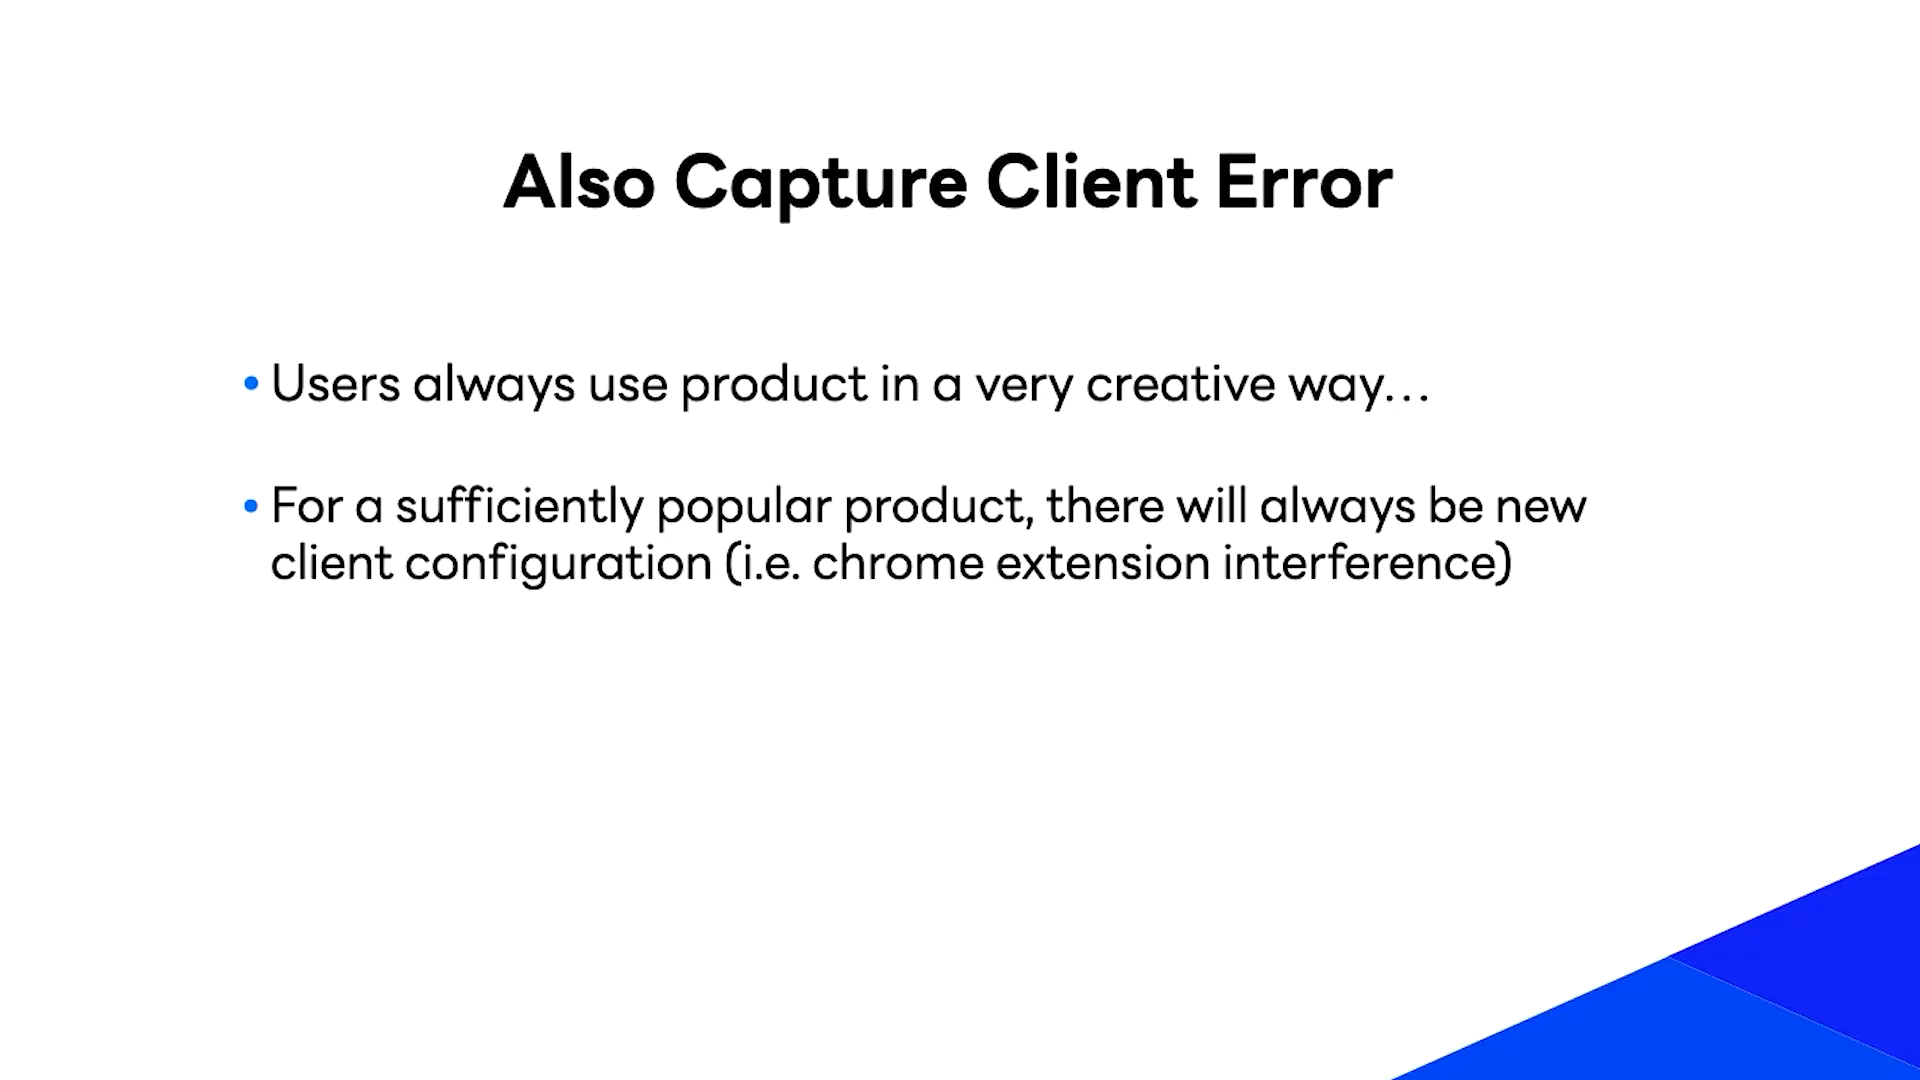 Also Capture Client Error
• Users always use product in a very creative way…
• For a sufficiently popular product, there will always be new
client configuration (i.e. chrome extension interference)